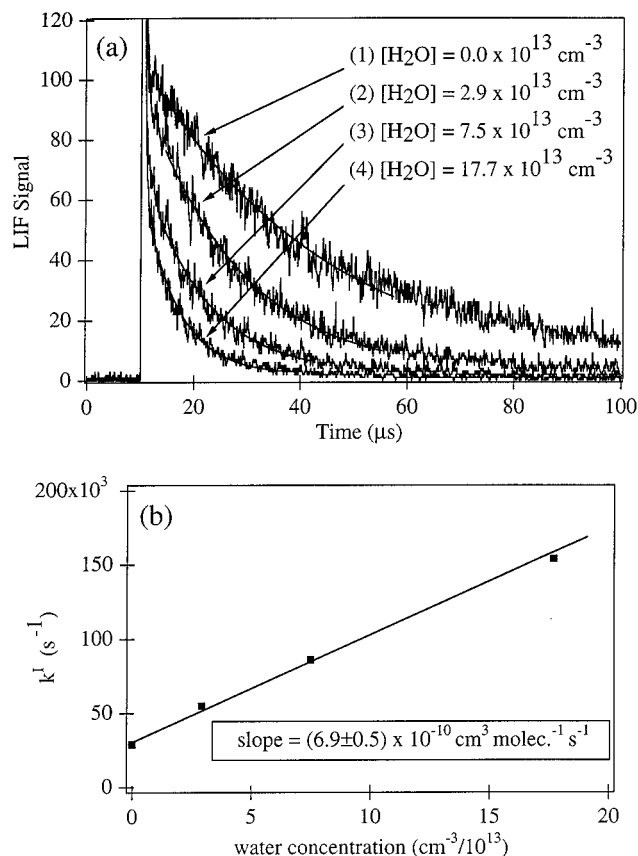 120
(a)
(1) [H2O] = 0.0 x 10^13 cm^-3
(2) [H2O] = 2.9 x 10^13 cm^-3
(3) [H2O] = 7.5 x 10^13 cm^-3
(4) [H2O] = 17.7 x 10^13 cm^-3
100
80
60
40
20
0
LIF Signal
0 20 40 60 80 100
Time (μs)
200x10^3
(b)
150
100
50
0
k^I (s^-1)
slope = (6.9±0.5) x 10^-10 cm^3 molec.^-1 s^-1
0 5 10 15 20
water concentration (cm^-3/10^13)